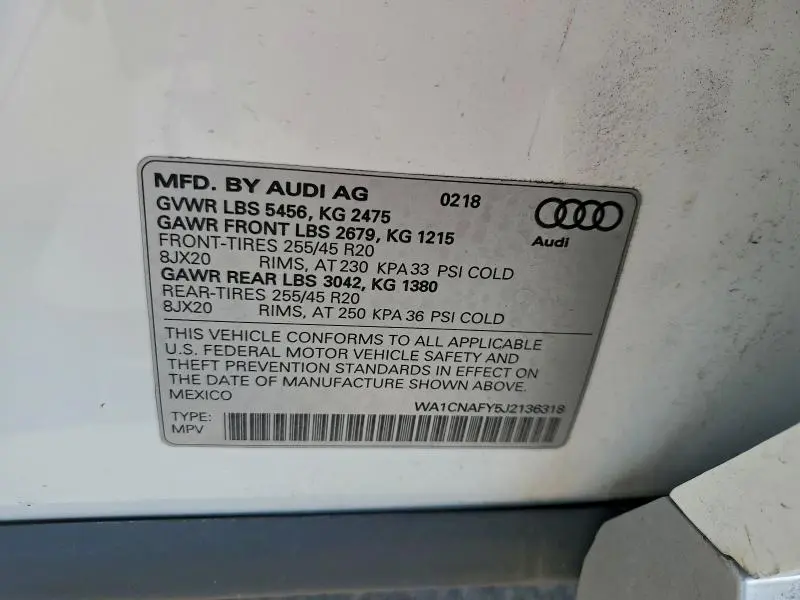 MFD. BY AUDI AG 0218
GVWR LBS 5456, KG 2475
GAWR FRONT LBS 2679, KG 1215
Audi
FRONT-TIRES 255/45 R20
8JX20 RIMS, AT 230 KPA 33 PSI COLD
GAWR REAR LBS 3042, KG 1380
REAR-TIRES 255/45 R20
8JX20 RIMS, AT 250 KPA 36 PSI COLD
THIS VEHICLE CONFORMS TO ALL APPLICABLE
U.S. FEDERAL MOTOR VEHICLE SAFETY AND
THEFT PREVENTION STANDARDS IN EFFECT ON
THE DATE OF MANUFACTURE SHOWN ABOVE.
MEXICO
WA1CNAFY5J2136318
TYPE:
MPV